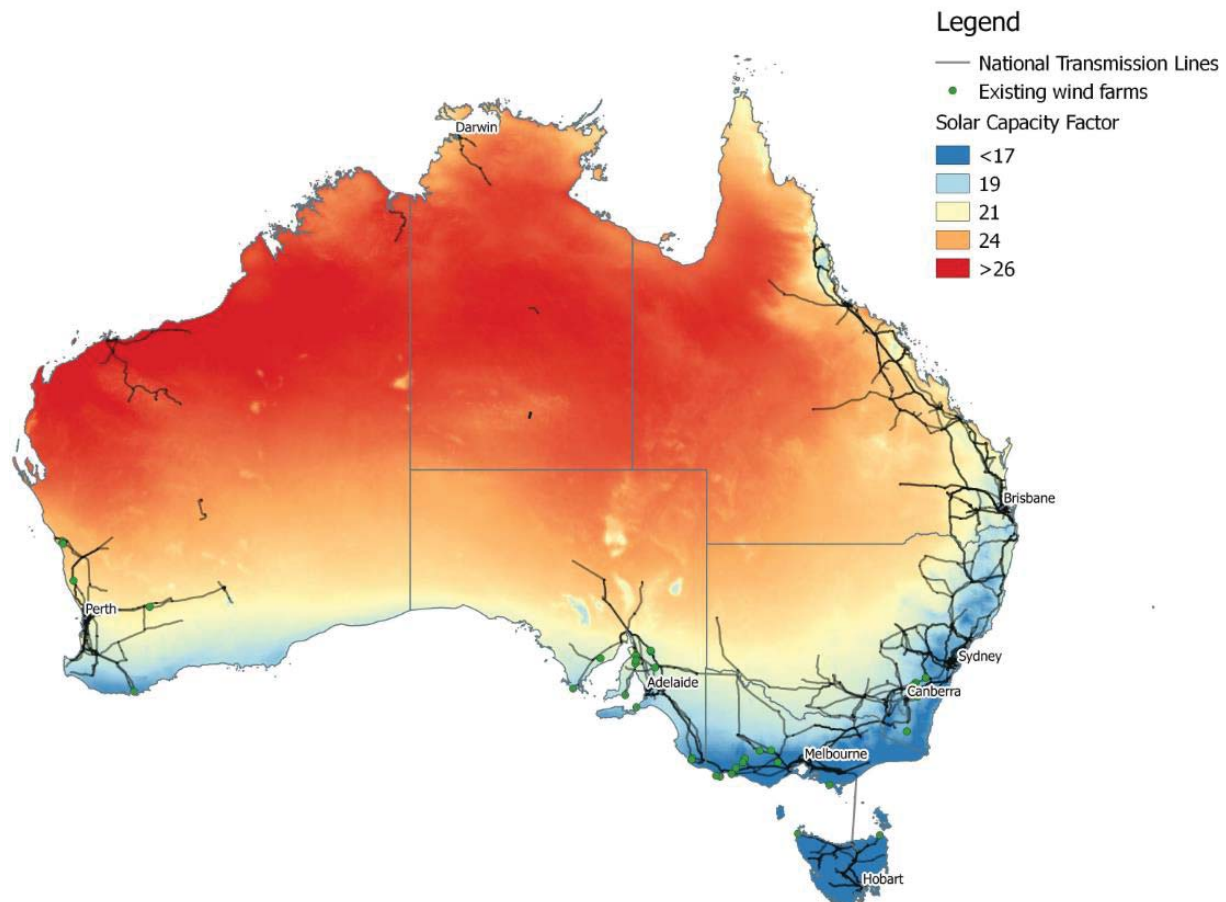 Legend
National Transmission Lines
Existing wind farms
Solar Capacity Factor
<17
19
21
24
>26
Darwin
Brisbane
Perth
Sydney
Adelaide
Canberra
Melbourne
Hobart